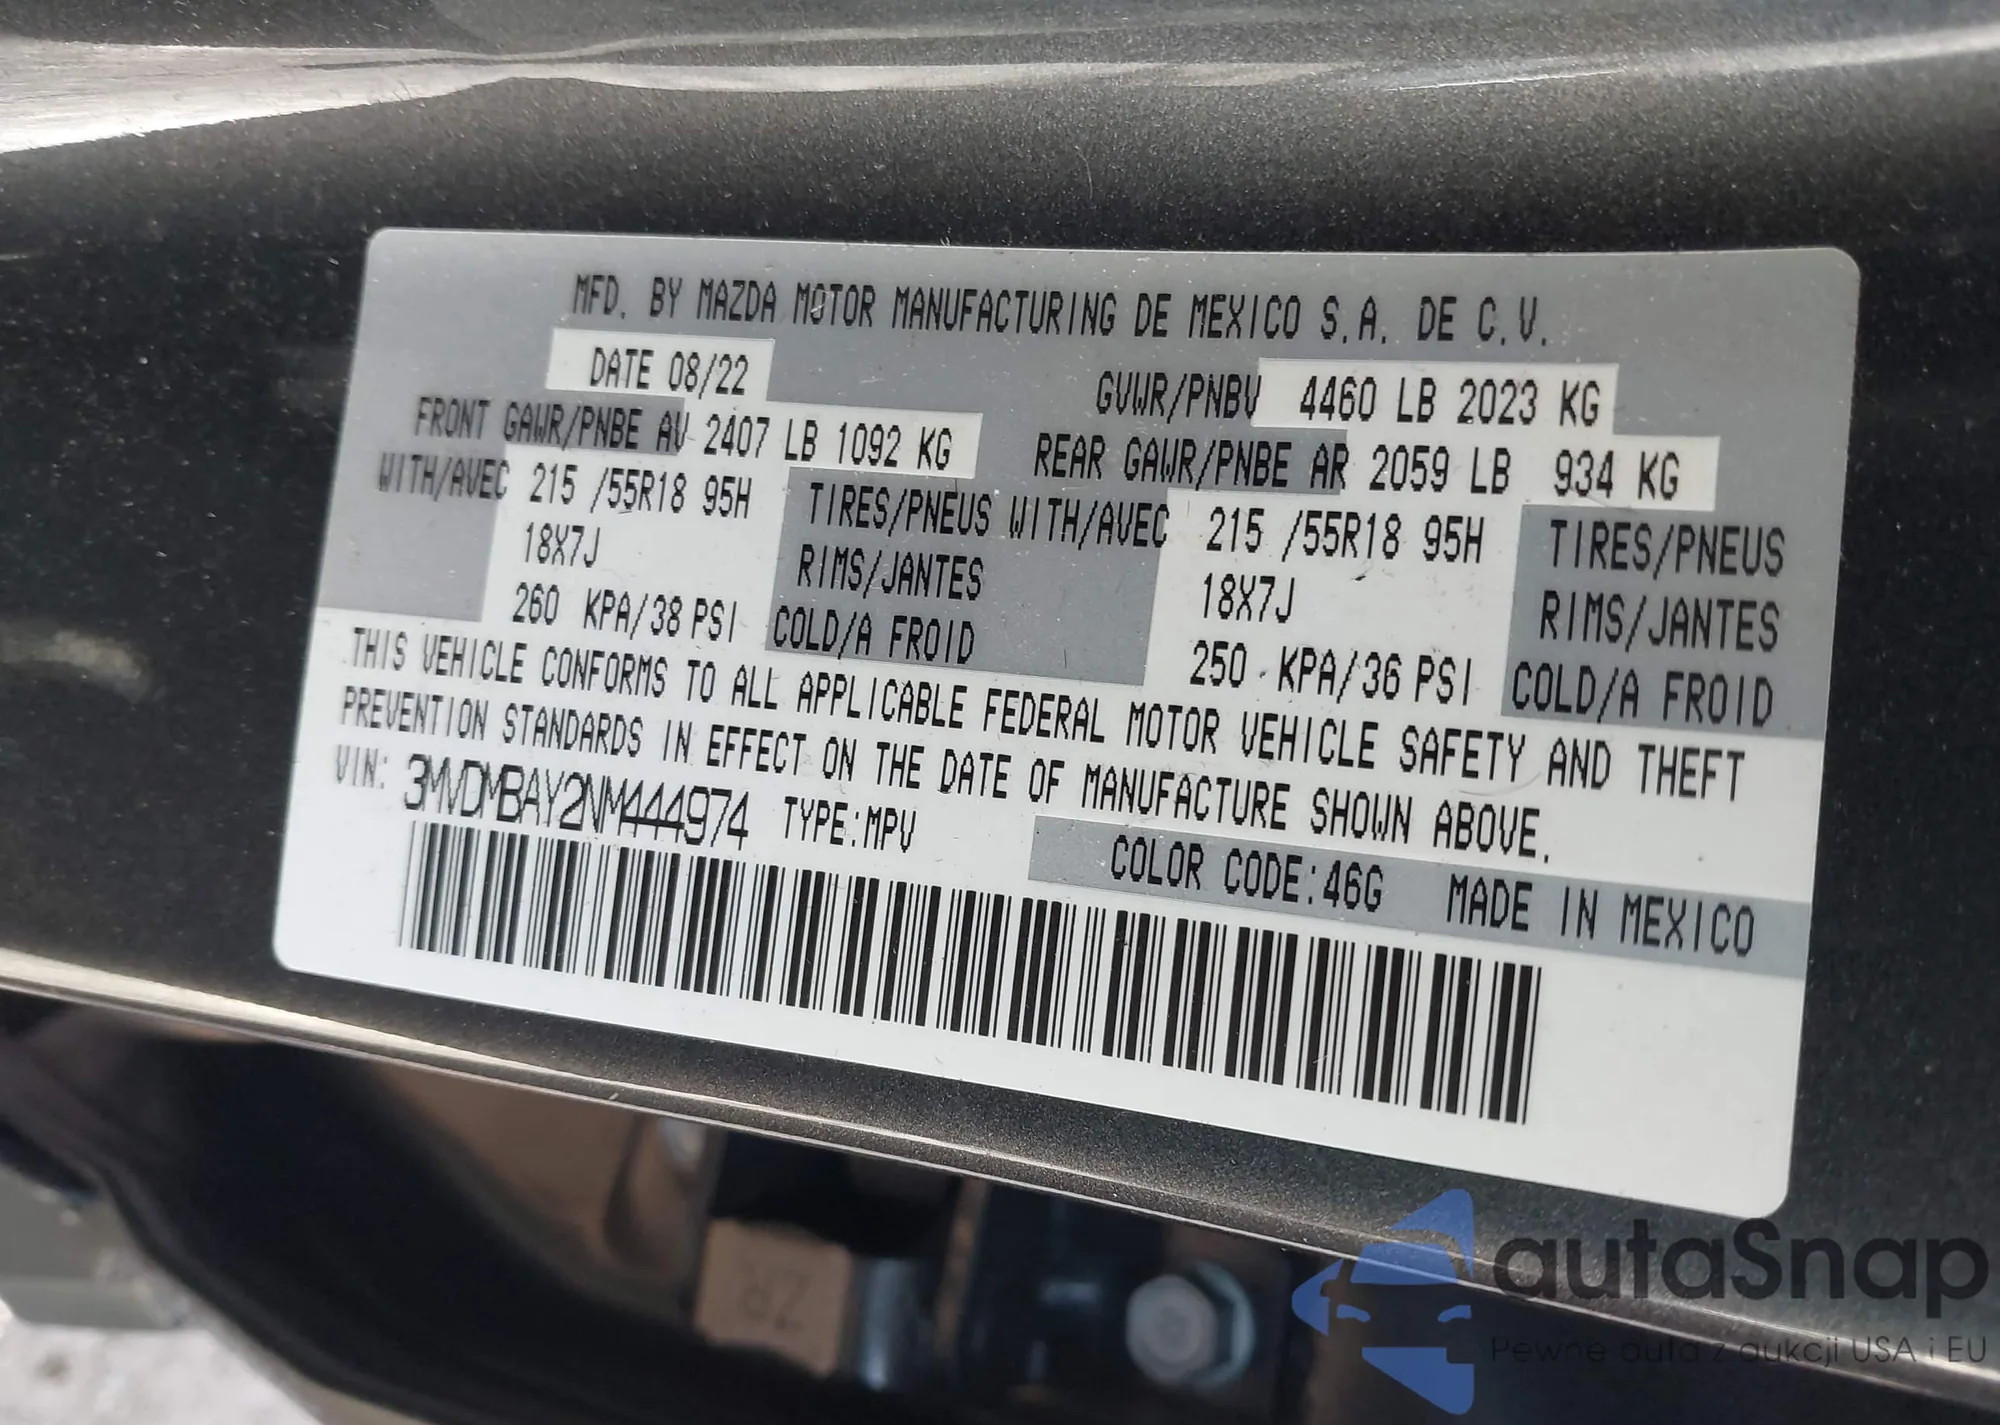 MFD. BY MAZDA MOTOR MANUFACTURING DE MEXICO S.A. DE C.V.
DATE 08/22 GVWR/PNBV 4460 LB 2023 KG
FRONT GAWR/PNBE AV 2407 LB 1092 KG REAR GAWR/PNBE AR 2059 LB 934 KG
WITH/AVEC 215 /55R18 95H TIRES/PNEUS WITH/AVEC 215 /55R18 95H TIRES/PNEUS
18X7J RIMS/JANTES 18X7J RIMS/JANTES
260 KPA/38 PSI COLD/A FROID 250 KPA/36 PSI COLD/A FROID
THIS VEHICLE CONFORMS TO ALL APPLICABLE FEDERAL MOTOR VEHICLE SAFETY AND THEFT
PREVENTION STANDARDS IN EFFECT ON THE DATE OF MANUFACTURE SHOWN ABOVE.
VIN: 3MVDMBAY2NM444974 TYPE:MPV
COLOR CODE:46G MADE IN MEXICO
autaSnap
Pewne auta z aukcji USA i EU